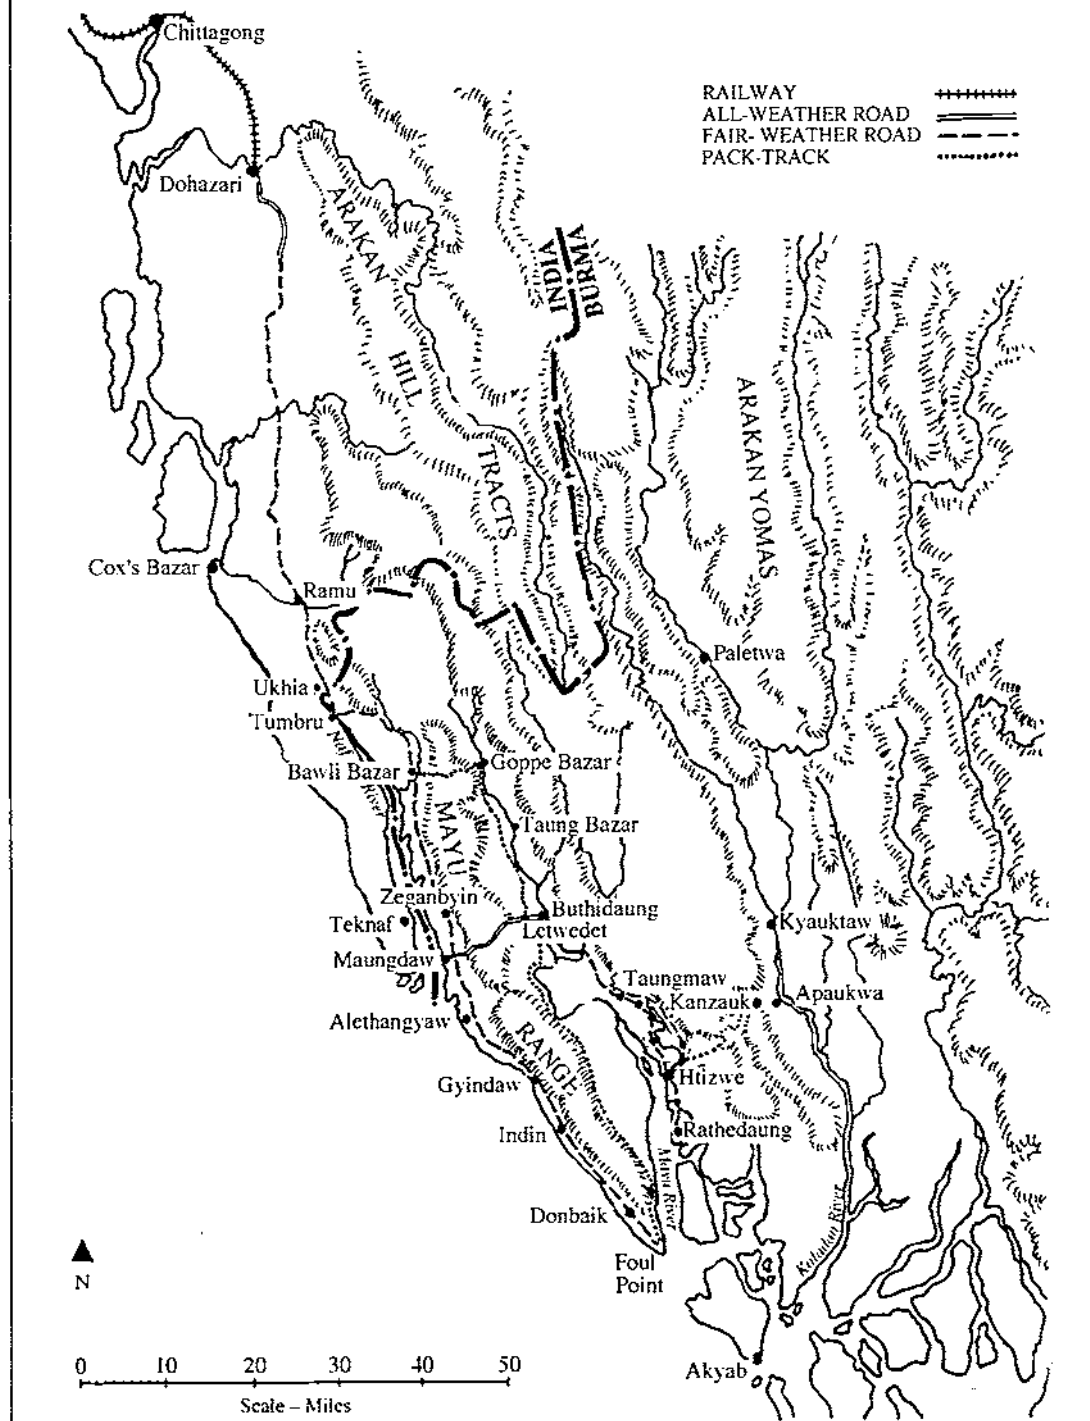 Chittagong
RAILWAY
ALL-WEATHER ROAD
FAIR- WEATHER ROAD
PACK-TRACK
Dohazari
ARAKAN
HILL
TRACTS
INDIA
BURMA
ARAKAN YOMAS
Cox's Bazar
Ramu
Paletwa
Ukhia
Tumbru
Naf
River
Bawli Bazar
Goppe Bazar
MAYU
Taung Bazar
Zeganbyin
Buthidaung
Teknaf
Letwedet
Kyauktaw
Maungdaw
Taungmaw
Kanzauk
Apaukwa
Alethangyaw
RANGE
Gyindaw
Htizwe
Indin
Rathedaung
Mayu River
Donbaik
Kaladan River
Foul
Point
N
Akyab
0 10 20 30 40 50
Scale – Miles